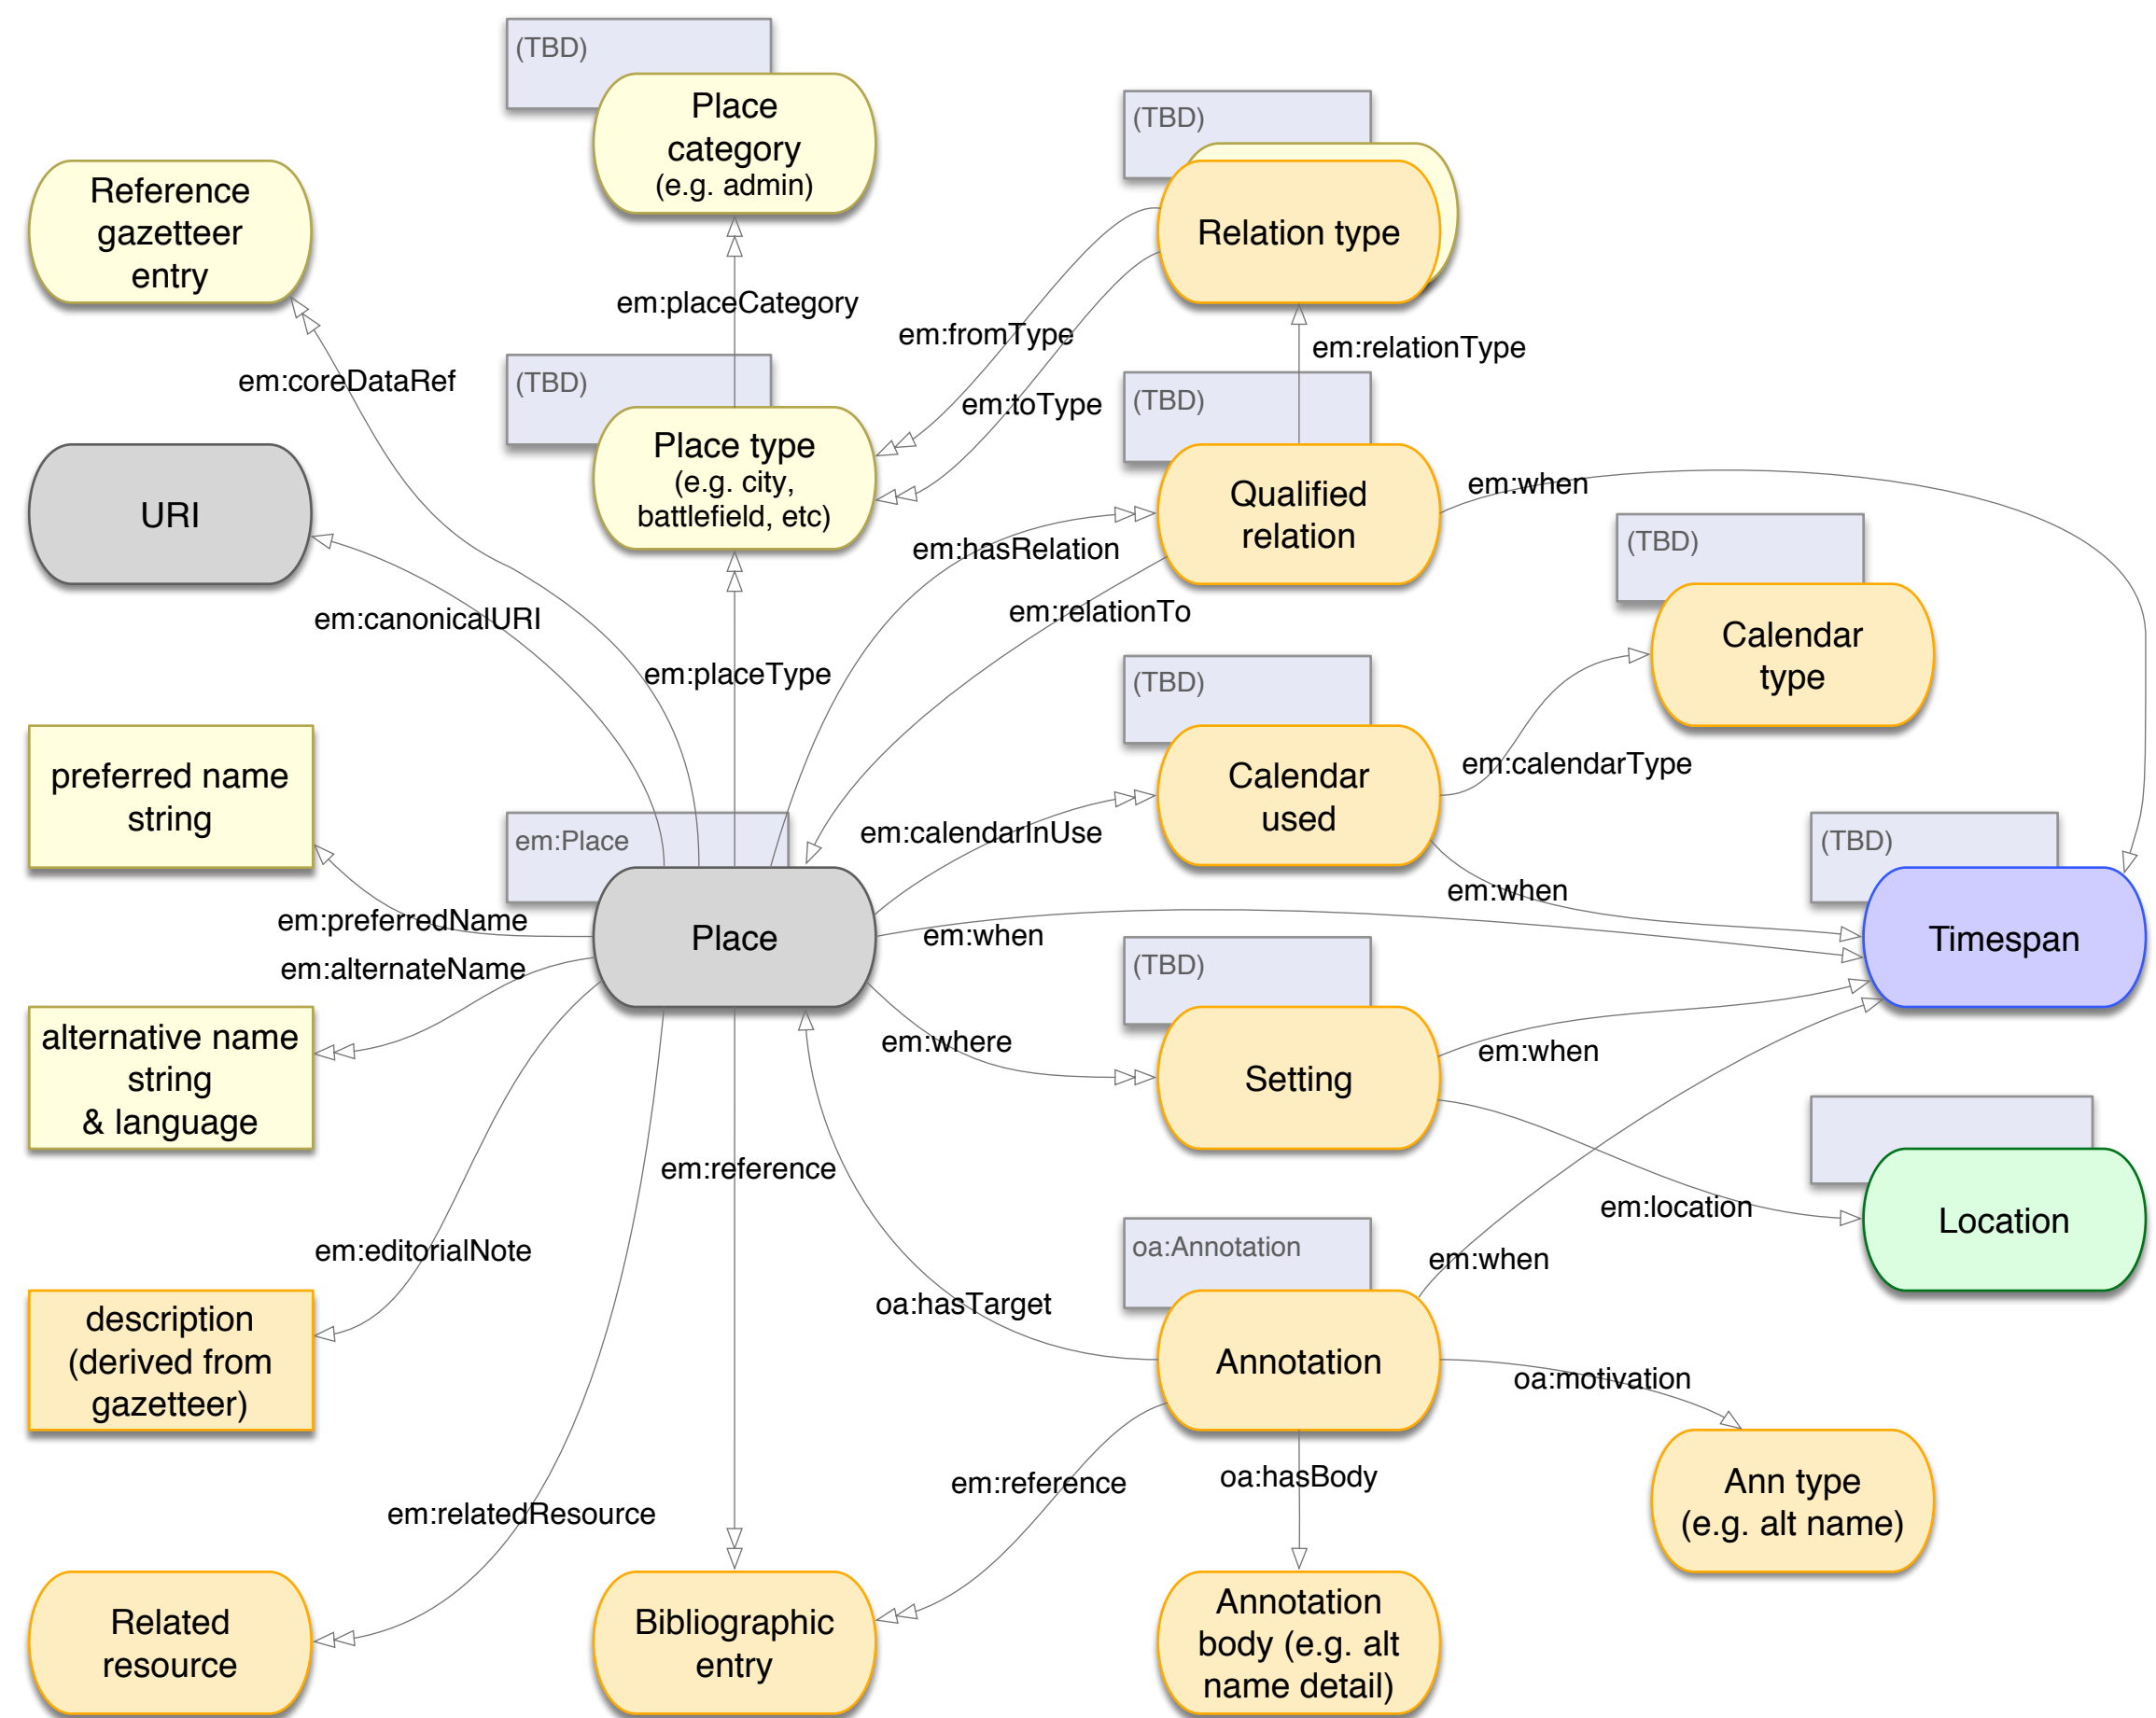 (TBD)
Place
category
(e.g. admin)
(TBD)
Relation type
Reference
gazetteer
entry
em:placeCategory
em:fromType
em:relationType
em:coreDataRef
(TBD)
em:toType
(TBD)
Place type
(e.g. city,
battlefield, etc)
URI
Qualified
relation
em:when
em:hasRelation
(TBD)
em:canonicalURI
em:relationTo
em:placeType
(TBD)
Calendar
type
preferred name
string
Calendar
used
em:calendarType
em:Place
em:calendarInUse
(TBD)
em:when
em:preferredName
Place
em:when
Timespan
em:alternateName
(TBD)
alternative name
string
& language
em:where
Setting
em:when
em:reference
em:location
Location
em:editorialNote
oa:Annotation
em:when
oa:hasTarget
description
(derived from
gazetteer)
Annotation
oa:motivation
em:reference
oa:hasBody
Ann type
(e.g. alt name)
em:relatedResource
Related
resource
Bibliographic
entry
Annotation
body (e.g. alt
name detail)